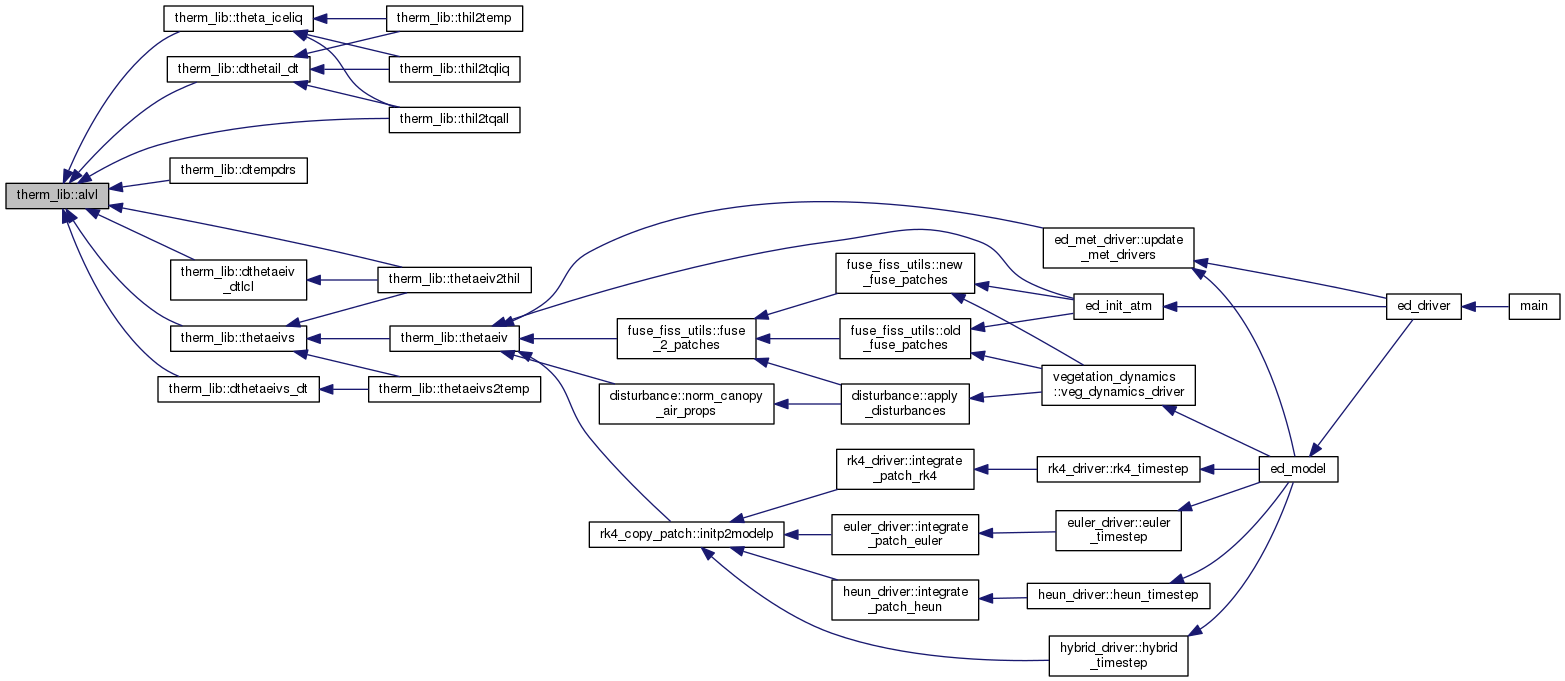 therm_lib::alvl
therm_lib::theta_iceliq
therm_lib::dthetail_dt
therm_lib::dtempdrs
therm_lib::dthetaeiv
_dtlcl
therm_lib::thetaeivs
therm_lib::dthetaeivs_dt
therm_lib::thil2temp
therm_lib::thil2tqliq
therm_lib::thil2tqall
therm_lib::thetaeiv2thil
therm_lib::thetaeiv
therm_lib::thetaeivs2temp
fuse_fiss_utils::fuse
_2_patches
disturbance::norm_canopy
_air_props
rk4_copy_patch::initp2modelp
fuse_fiss_utils::new
_fuse_patches
fuse_fiss_utils::old
_fuse_patches
disturbance::apply
_disturbances
rk4_driver::integrate
_patch_rk4
euler_driver::integrate
_patch_euler
heun_driver::integrate
_patch_heun
ed_met_driver::update
_met_drivers
ed_init_atm
vegetation_dynamics
::veg_dynamics_driver
rk4_driver::rk4_timestep
euler_driver::euler
_timestep
heun_driver::heun_timestep
hybrid_driver::hybrid
_timestep
ed_model
ed_driver
main